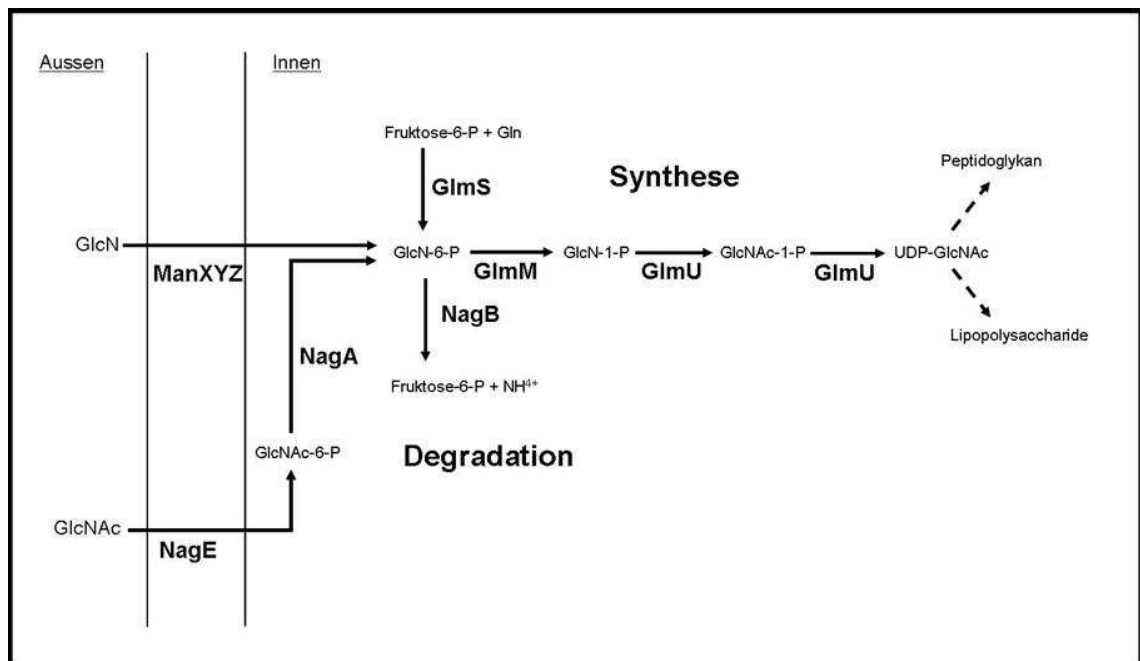 Aussen
Innen
Fruktose-6-P + Gln
GlmS
Synthese
Peptidoglykan
GlcN
ManXYZ
GlcN-6-P
GlmM
GlcN-1-P
GlmU
GlcNAc-1-P
GlmU
UDP-GlcNAc
NagB
NagA
Lipopolysaccharide
Fruktose-6-P + NH⁴⁺
GlcNAc-6-P
Degradation
GlcNAc
NagE